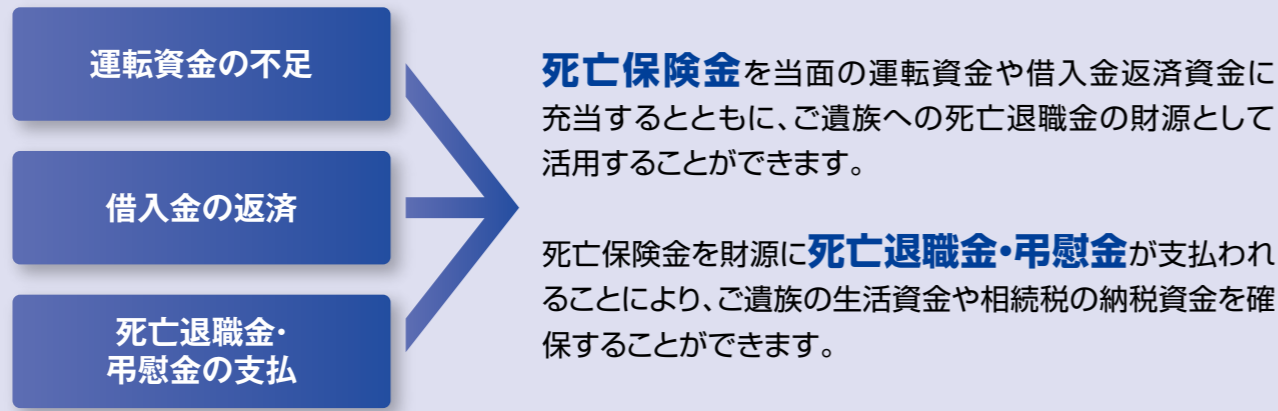 運転資金の不足
借入金の返済
死亡退職金・
弔慰金の支払
死亡保険金を当面の運転資金や借入金返済資金に
充当するとともに、ご遺族への死亡退職金の財源として
活用することができます。
死亡保険金を財源に死亡退職金・弔慰金が支払われ
ることにより、ご遺族の生活資金や相続税の納税資金を確
保することができます。